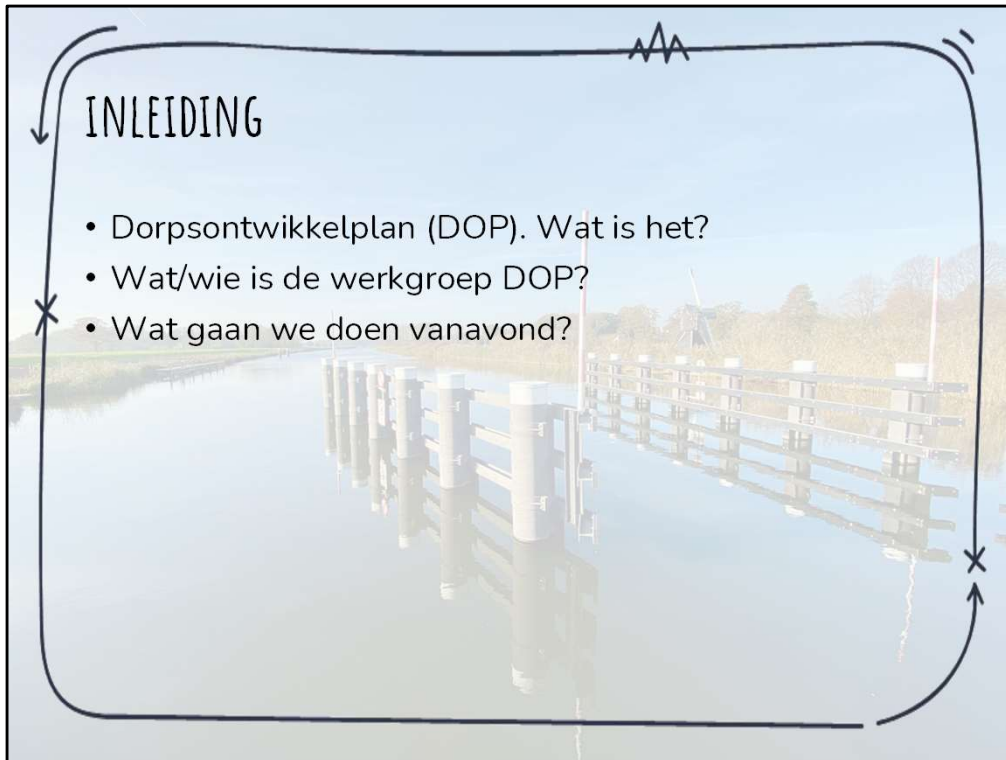 INLEIDING
• Dorpsontwikkelplan (DOP). Wat is het?
• Wat/wie is de werkgroep DOP?
• Wat gaan we doen vanavond?